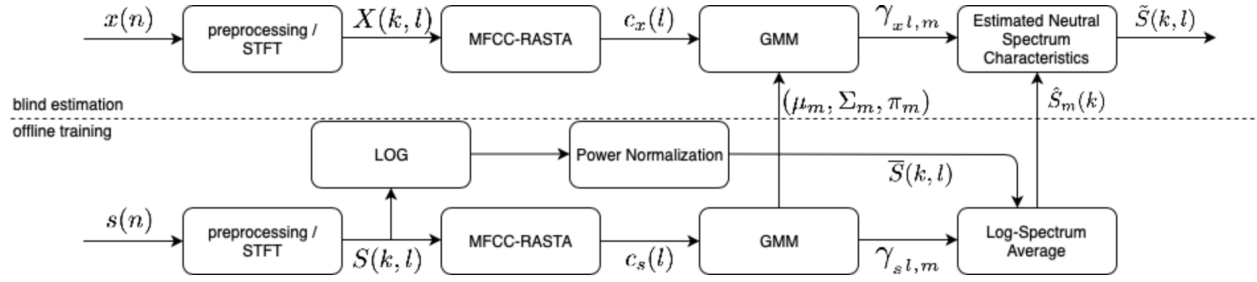 x(n)
preprocessing /
STFT
X(k, l)
MFCC-RASTA
c_x(l)
GMM
γ_{x l,m}
Estimated Neutral
Spectrum
Characteristics
S̃(k, l)
blind estimation
(μ_m, Σ_m, π_m)
Ŝ_m(k)
offline training
LOG
Power Normalization
S̅(k, l)
s(n)
preprocessing /
STFT
S(k, l)
MFCC-RASTA
c_s(l)
GMM
γ_{s l,m}
Log-Spectrum
Average